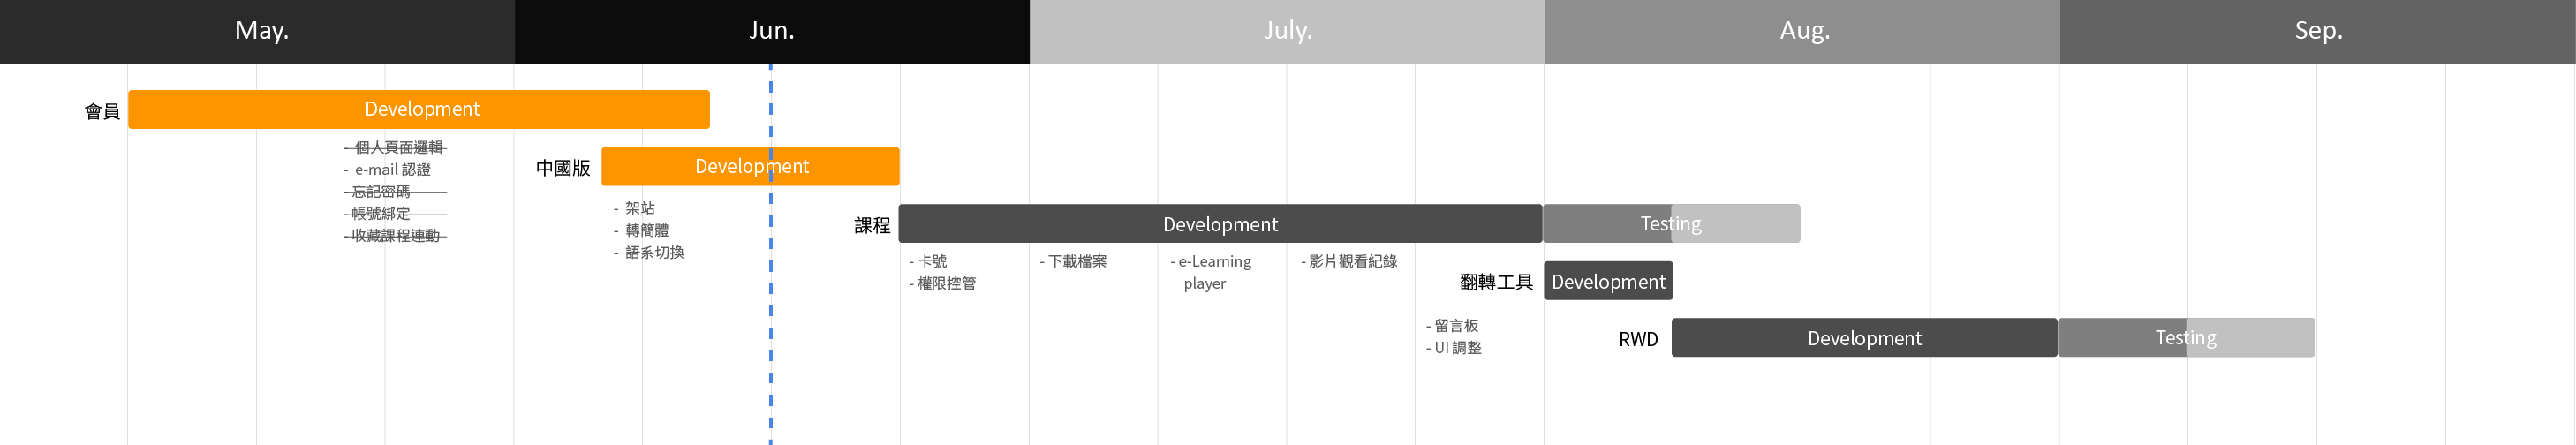 May.
Jun.
July.
Aug.
Sep.
會員
Development
- 個人頁面邏輯
- e-mail 認證
- 忘記密碼
- 帳號綁定
- 收藏課程連動
中國版
Development
- 架站
- 轉簡體
- 語系切換
課程
Development
Testing
- 卡號
- 權限控管
- 下載檔案
- e-Learning
player
- 影片觀看紀錄
翻轉工具
Development
- 留言板
- UI 調整
RWD
Development
Testing